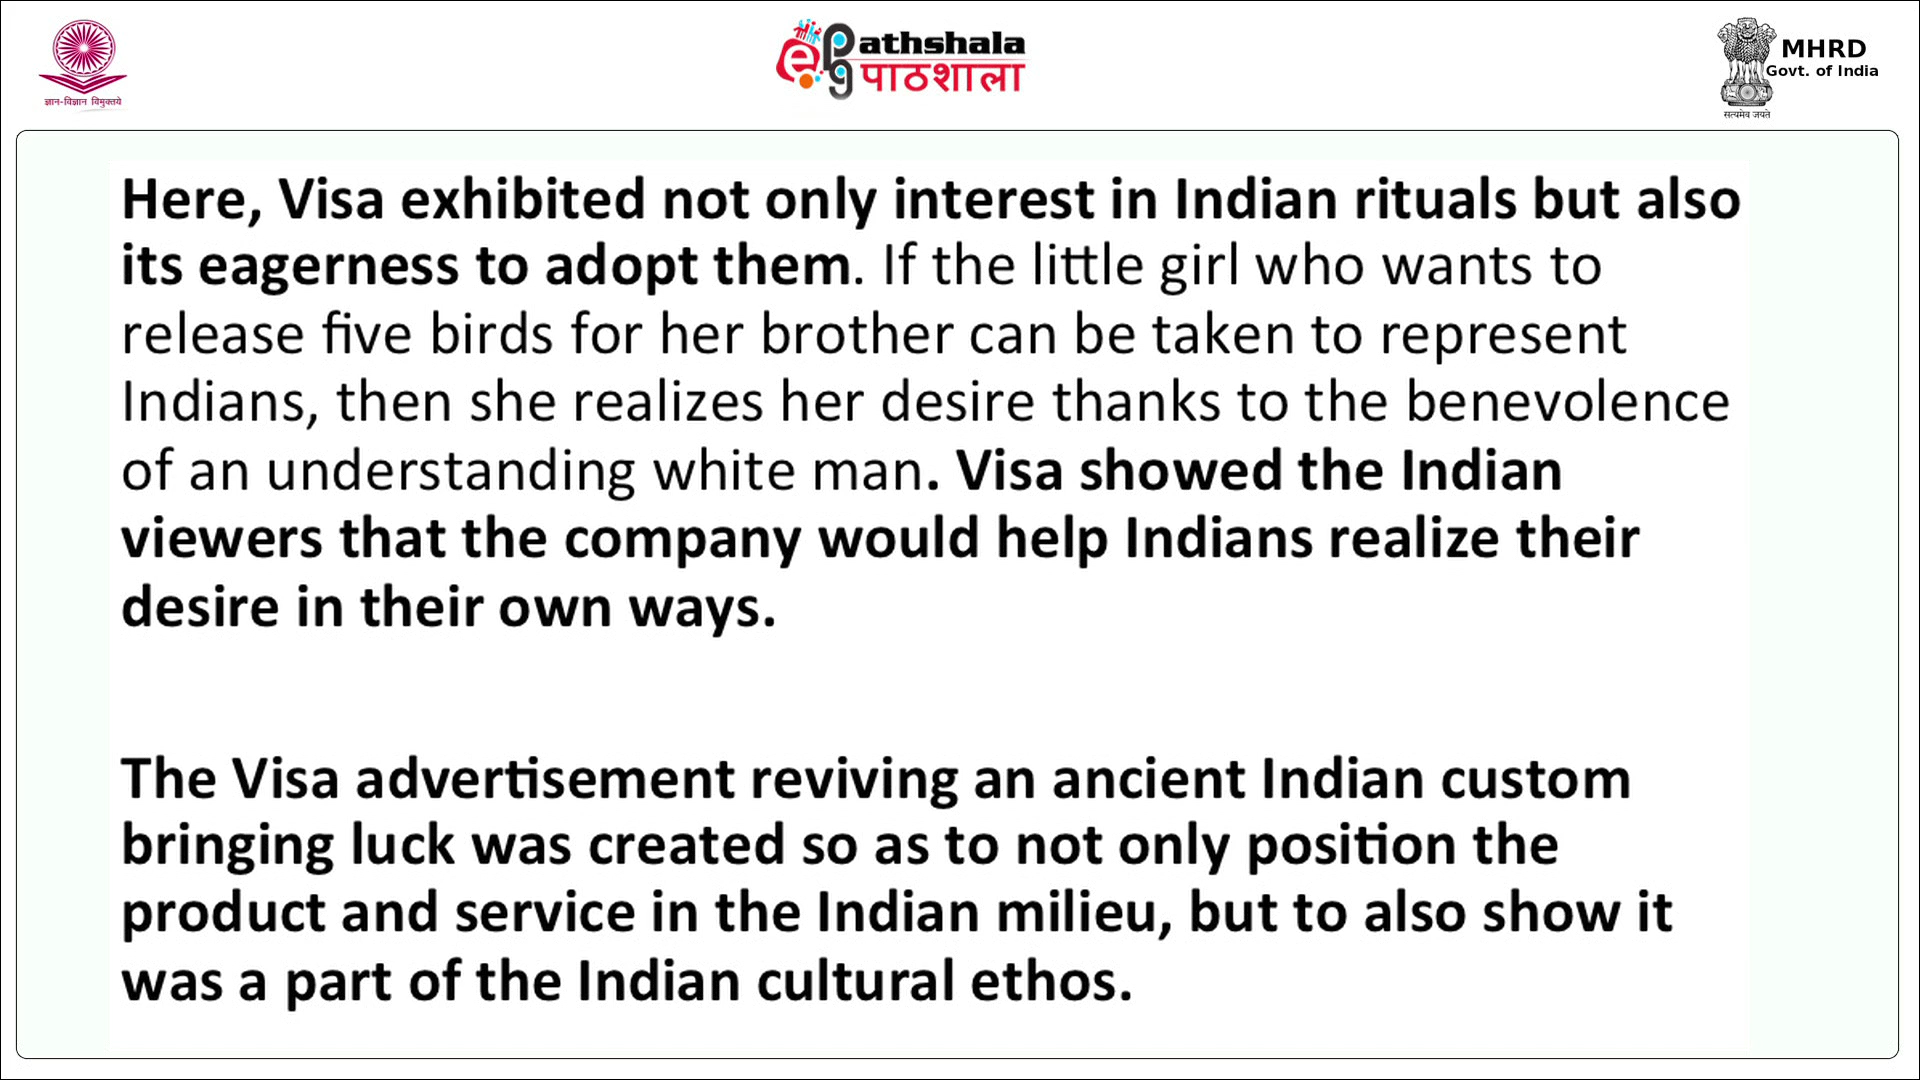 ज्ञान-विज्ञान विमुक्तये
e
pg
athshala
पाठशाला
MHRD
Govt. of India
सत्यमेव जयते
Here, Visa exhibited not only interest in Indian rituals but also
its eagerness to adopt them. If the little girl who wants to
release five birds for her brother can be taken to represent
Indians, then she realizes her desire thanks to the benevolence
of an understanding white man. Visa showed the Indian
viewers that the company would help Indians realize their
desire in their own ways.
The Visa advertisement reviving an ancient Indian custom
bringing luck was created so as to not only position the
product and service in the Indian milieu, but to also show it
was a part of the Indian cultural ethos.